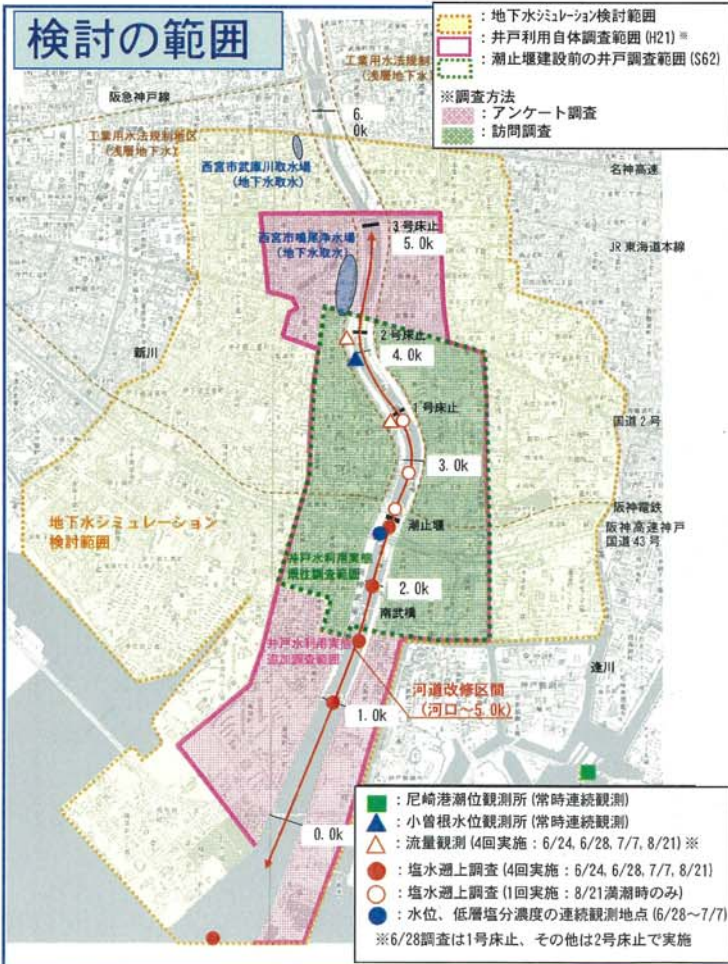 検討の範囲
：地下水シミュレーション検討範囲
：井戸利用自体調査範囲 (H21) ※
：潮止堰建設前の井戸調査範囲 (S62)
※調査方法
：アンケート調査
：訪問調査
工業用水法規制
(浅層地下水)
阪急神戸線
6.
0k
工業用水法規制地区
(浅層地下水)
西宮市武庫川取水場
(地下水取水)
名神高速
3号床止
5.0k
西宮市鳴尾浄水場
(地下水取水)
JR東海道本線
2号床止
新川
4.0k
1号床止
国道2号
3.0k
地下水シミュレーション
検討範囲
阪神電鉄
潮止堰
阪神高速神戸
国道43号
2.0k
南武橋
井戸水利用実態
追加調査範囲
蓬川
河道改修区間
(河口～5.0k)
1.0k
0.0k
：尼崎港潮位観測所 (常時連続観測)
：小曽根水位観測所 (常時連続観測)
：流量観測 (4回実施：6/24, 6/28, 7/7, 8/21) ※
：塩水遡上調査 (4回実施：6/24, 6/28, 7/7, 8/21)
：塩水遡上調査 (1回実施：8/21満潮時のみ)
：水位、低層塩分濃度の連続観測地点 (6/28～7/7)
※6/28調査は1号床止、その他は2号床止で実施